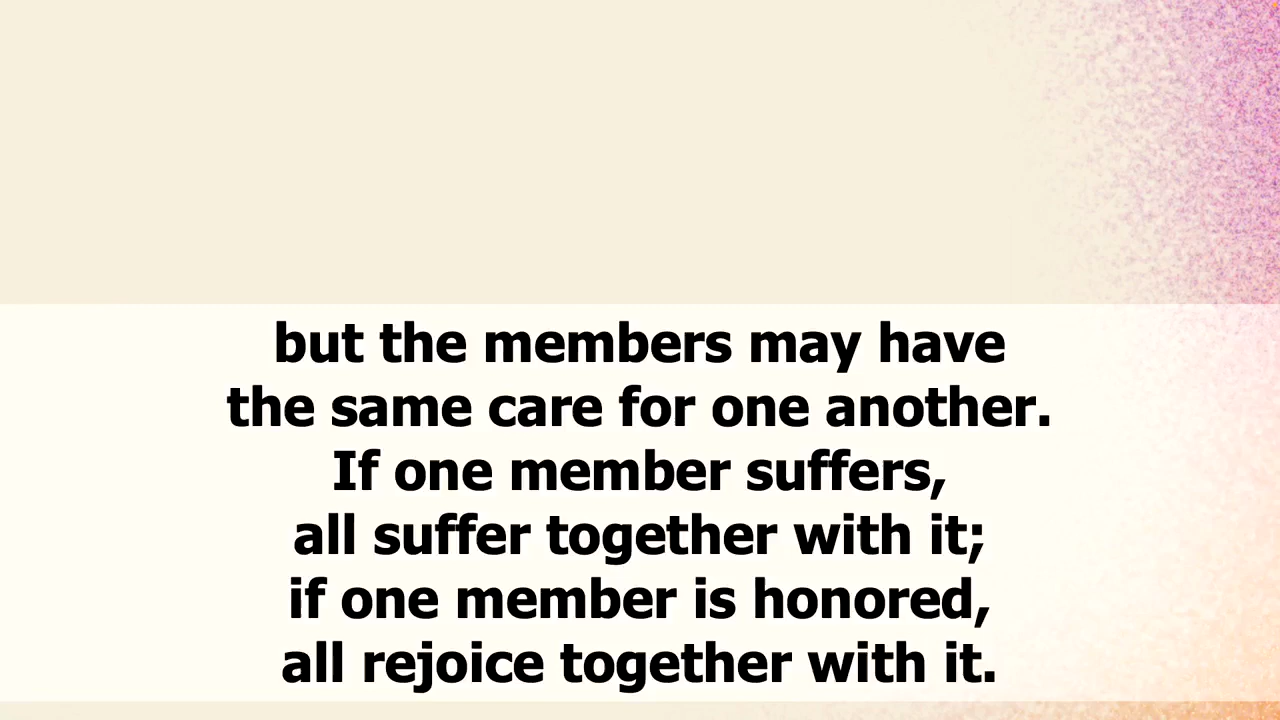 but the members may have
the same care for one another.
If one member suffers,
all suffer together with it;
if one member is honored,
all rejoice together with it.